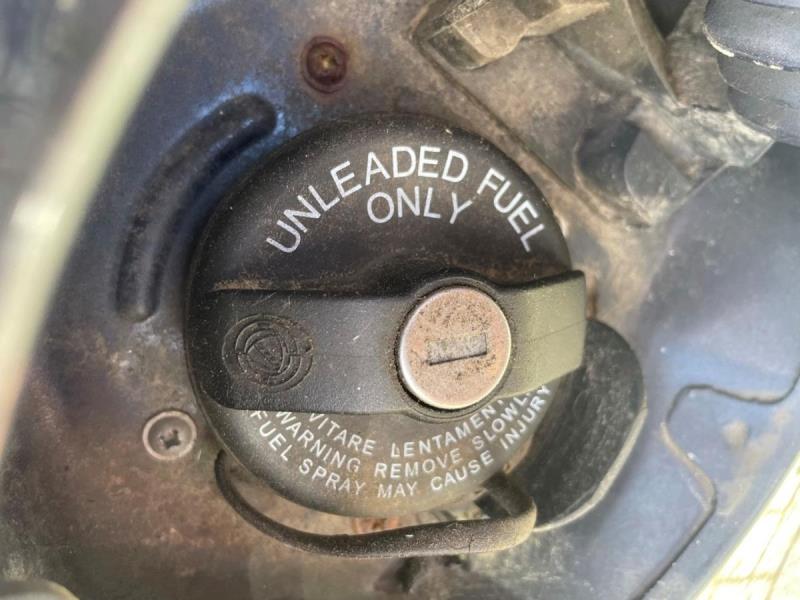 UNLEADED FUEL
ONLY
VITARE LENTAMENT
WARNING REMOVE SLOWL
FUEL SPRAY MAY CAUSE INJURY